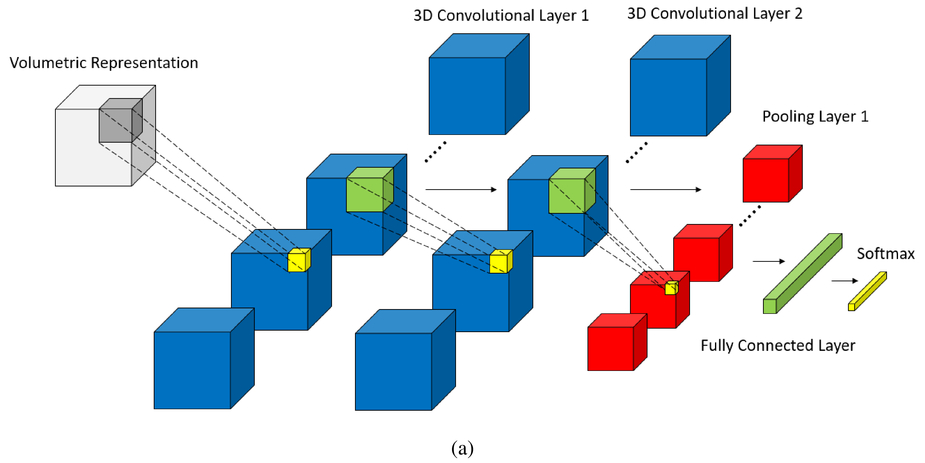 3D Convolutional Layer 1
3D Convolutional Layer 2
Volumetric Representation
Pooling Layer 1
Softmax
Fully Connected Layer
(a)